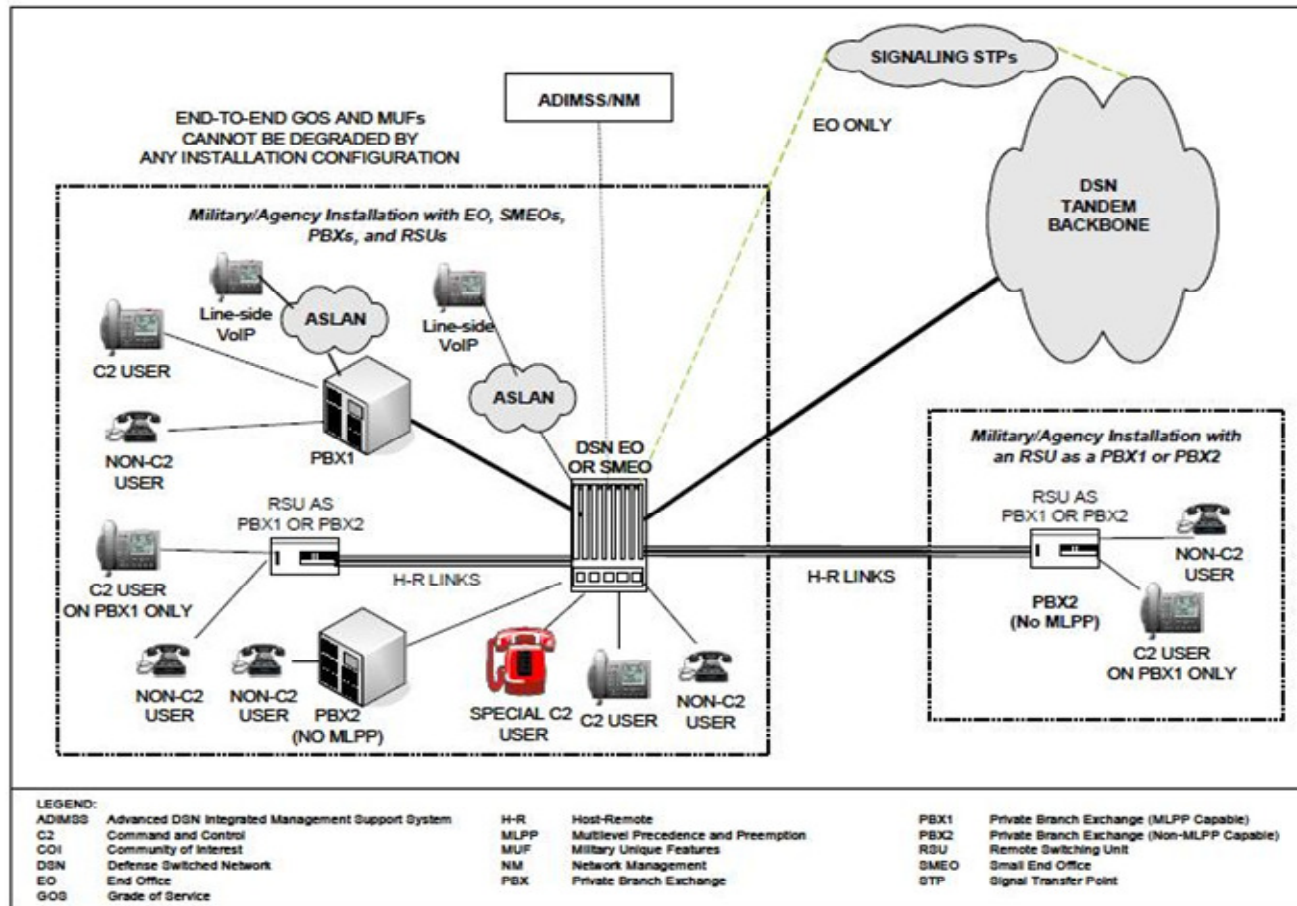 SIGNALING STPs
ADIMSS/NM
END-TO-END GOS AND MUFs
CANNOT BE DEGRADED BY
ANY INSTALLATION CONFIGURATION
EO ONLY
DSN
TANDEM
BACKBONE
Military/Agency Installation with EO, SMEOs,
PBXs, and RSUs
Line-side
VoIP
ASLAN
Line-side
VoIP
C2 USER
ASLAN
NON-C2
USER
PBX1
DSN EO
OR SMEO
Military/Agency Installation with
an RSU as a PBX1 or PBX2
RSU AS
PBX1 OR PBX2
RSU AS
PBX1 OR PBX2
NON-C2
USER
C2 USER
ON PBX1 ONLY
H-R LINKS
H-R LINKS
PBX2
(No MLPP)
C2 USER
ON PBX1 ONLY
NON-C2
USER
NON-C2
USER
PBX2
(NO MLPP)
SPECIAL C2
USER
C2 USER
NON-C2
USER
LEGEND:
ADIMSS Advanced DSN Integrated Management Support System
C2 Command and Control
COI Community of Interest
DSN Defense Switched Network
EO End Office
GOS Grade of Service
H-R Host-Remote
MLPP Multilevel Precedence and Preemption
MUF Military Unique Features
NM Network Management
PBX Private Branch Exchange
PBX1 Private Branch Exchange (MLPP Capable)
PBX2 Private Branch Exchange (Non-MLPP Capable)
RSU Remote Switching Unit
SMEO Small End Office
STP Signal Transfer Point